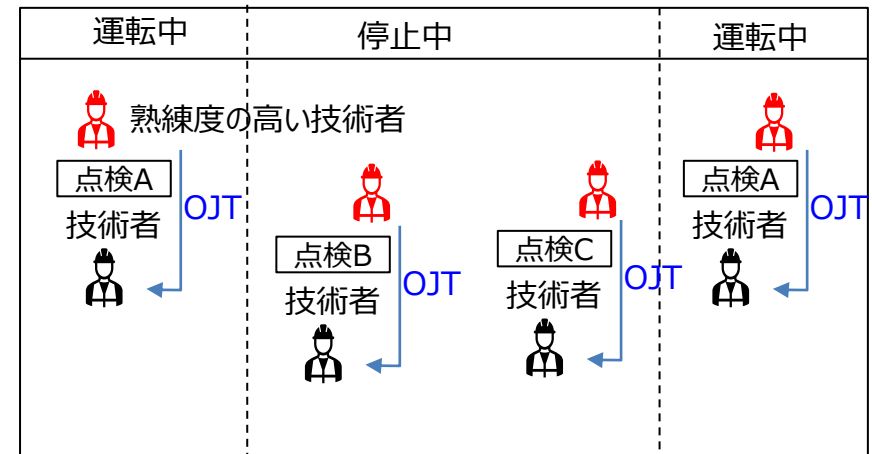 運転中
停止中
運転中
熟練度の高い技術者
点検A
OJT
技術者
点検B
OJT
技術者
点検C
OJT
技術者
点検A
OJT
技術者